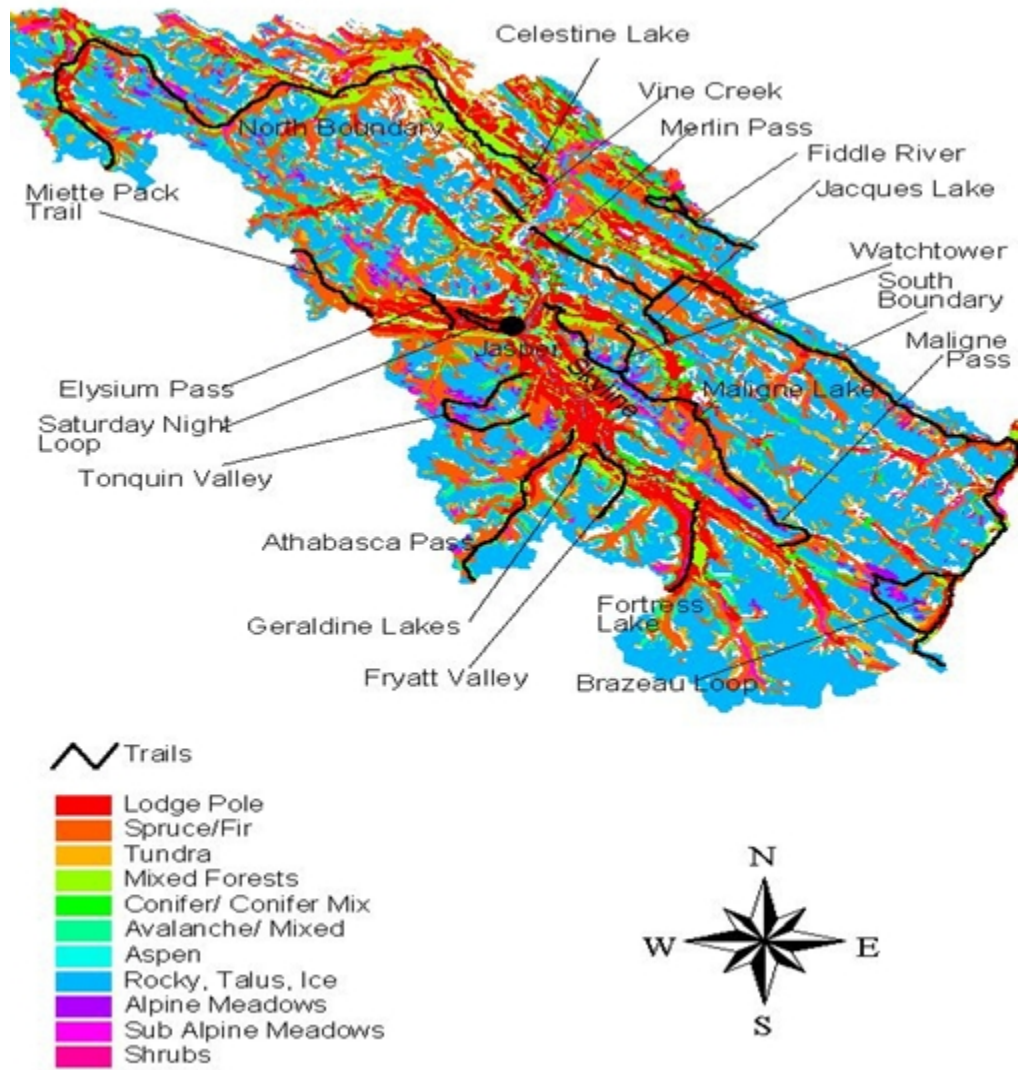 Celestine Lake
Vine Creek
Merlin Pass
North Boundary
Fiddle River
Jacques Lake
Miette Pack
Trail
Watchtower
South
Boundary
Maligne
Pass
Jasper
Skyline
Elysium Pass
Maligne Lake
Saturday Night
Loop
Tonquin Valley
Athabasca Pass
Geraldine Lakes
Fortress
Lake
Fryatt Valley
Brazeau Loop
Trails
Lodge Pole
Spruce/Fir
Tundra
Mixed Forests
Conifer/ Conifer Mix
Avalanche/ Mixed
Aspen
Rocky, Talus, Ice
Alpine Meadows
Sub Alpine Meadows
Shrubs
N
W
E
S